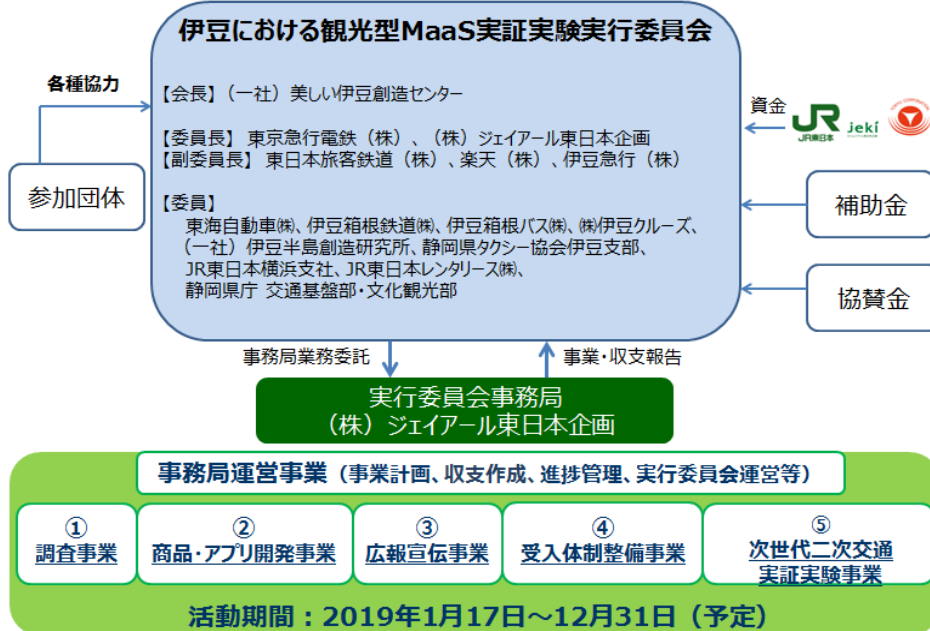 伊豆における観光型MaaS実証実験実行委員会
各種協力
【会長】（一社）美しい伊豆創造センター
資金
JR
JR東日本
jeki
【委員長】東京急行電鉄（株）、（株）ジェイアール東日本企画
【副委員長】東日本旅客鉄道（株）、楽天（株）、伊豆急行（株）
参加団体
補助金
【委員】
東海自動車㈱、伊豆箱根鉄道㈱、伊豆箱根バス㈱、㈱伊豆クルーズ、
（一社）伊豆半島創造研究所、静岡県タクシー協会伊豆支部、
JR東日本横浜支社、JR東日本レンタリース㈱、
静岡県庁 交通基盤部・文化観光部
協賛金
事務局業務委託
事業・収支報告
実行委員会事務局
（株）ジェイアール東日本企画
事務局運営事業（事業計画、収支作成、進捗管理、実行委員会運営等）
①
調査事業
②
商品・アプリ開発事業
③
広報宣伝事業
④
受入体制整備事業
⑤
次世代二次交通
実証実験事業
活動期間：2019年1月17日～12月31日（予定）